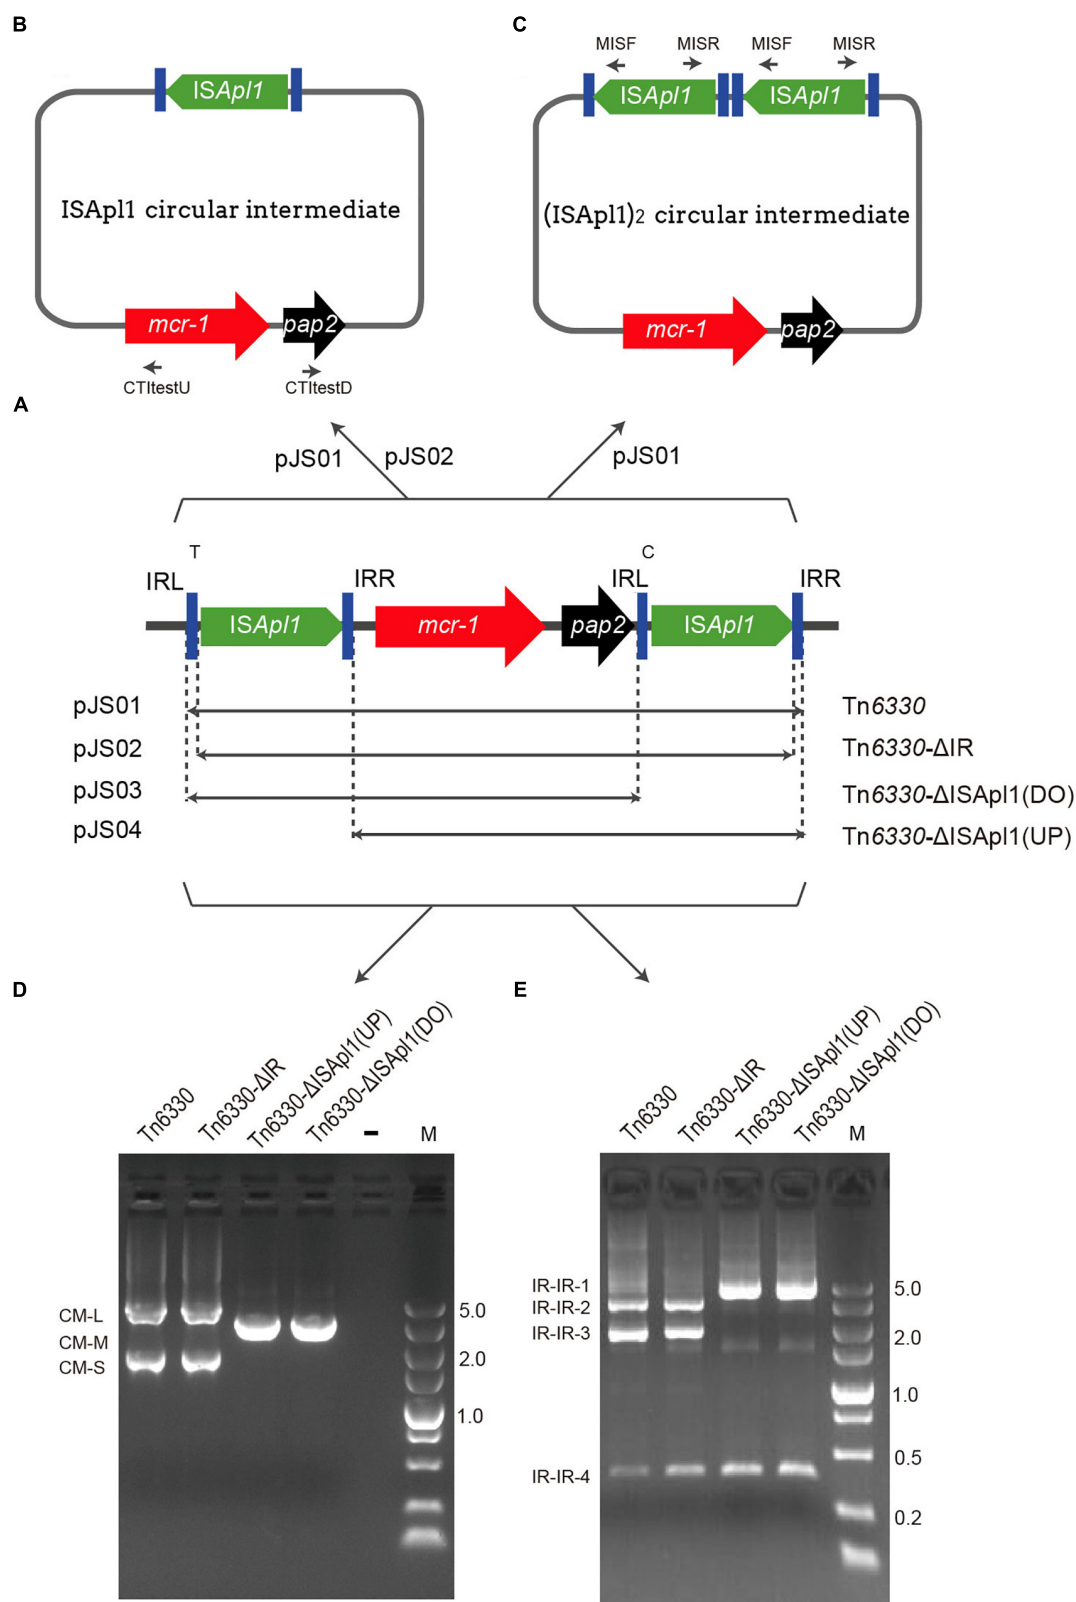 B
ISApl1
ISApl1 circular intermediate
mcr-1
pap2
CTItestU
CTItestD
C
MISF
MISR
MISF
MISR
ISApl1
ISApl1
(ISApl1)2 circular intermediate
mcr-1
pap2
A
pJS01
pJS02
pJS01
T
C
IRL
IRR
IRL
IRR
ISApl1
mcr-1
pap2
ISApl1
pJS01
Tn6330
pJS02
Tn6330-ΔIR
pJS03
Tn6330-ΔISApl1(DO)
pJS04
Tn6330-ΔISApl1(UP)
D
Tn6330
Tn6330-ΔIR
Tn6330-ΔISApl1(UP)
Tn6330-ΔISApl1(DO)
-
M
CM-L
CM-M
CM-S
5.0
2.0
1.0
E
Tn6330
Tn6330-ΔIR
Tn6330-ΔISApl1(UP)
Tn6330-ΔISApl1(DO)
M
IR-IR-1
IR-IR-2
IR-IR-3
IR-IR-4
5.0
2.0
1.0
0.5
0.2